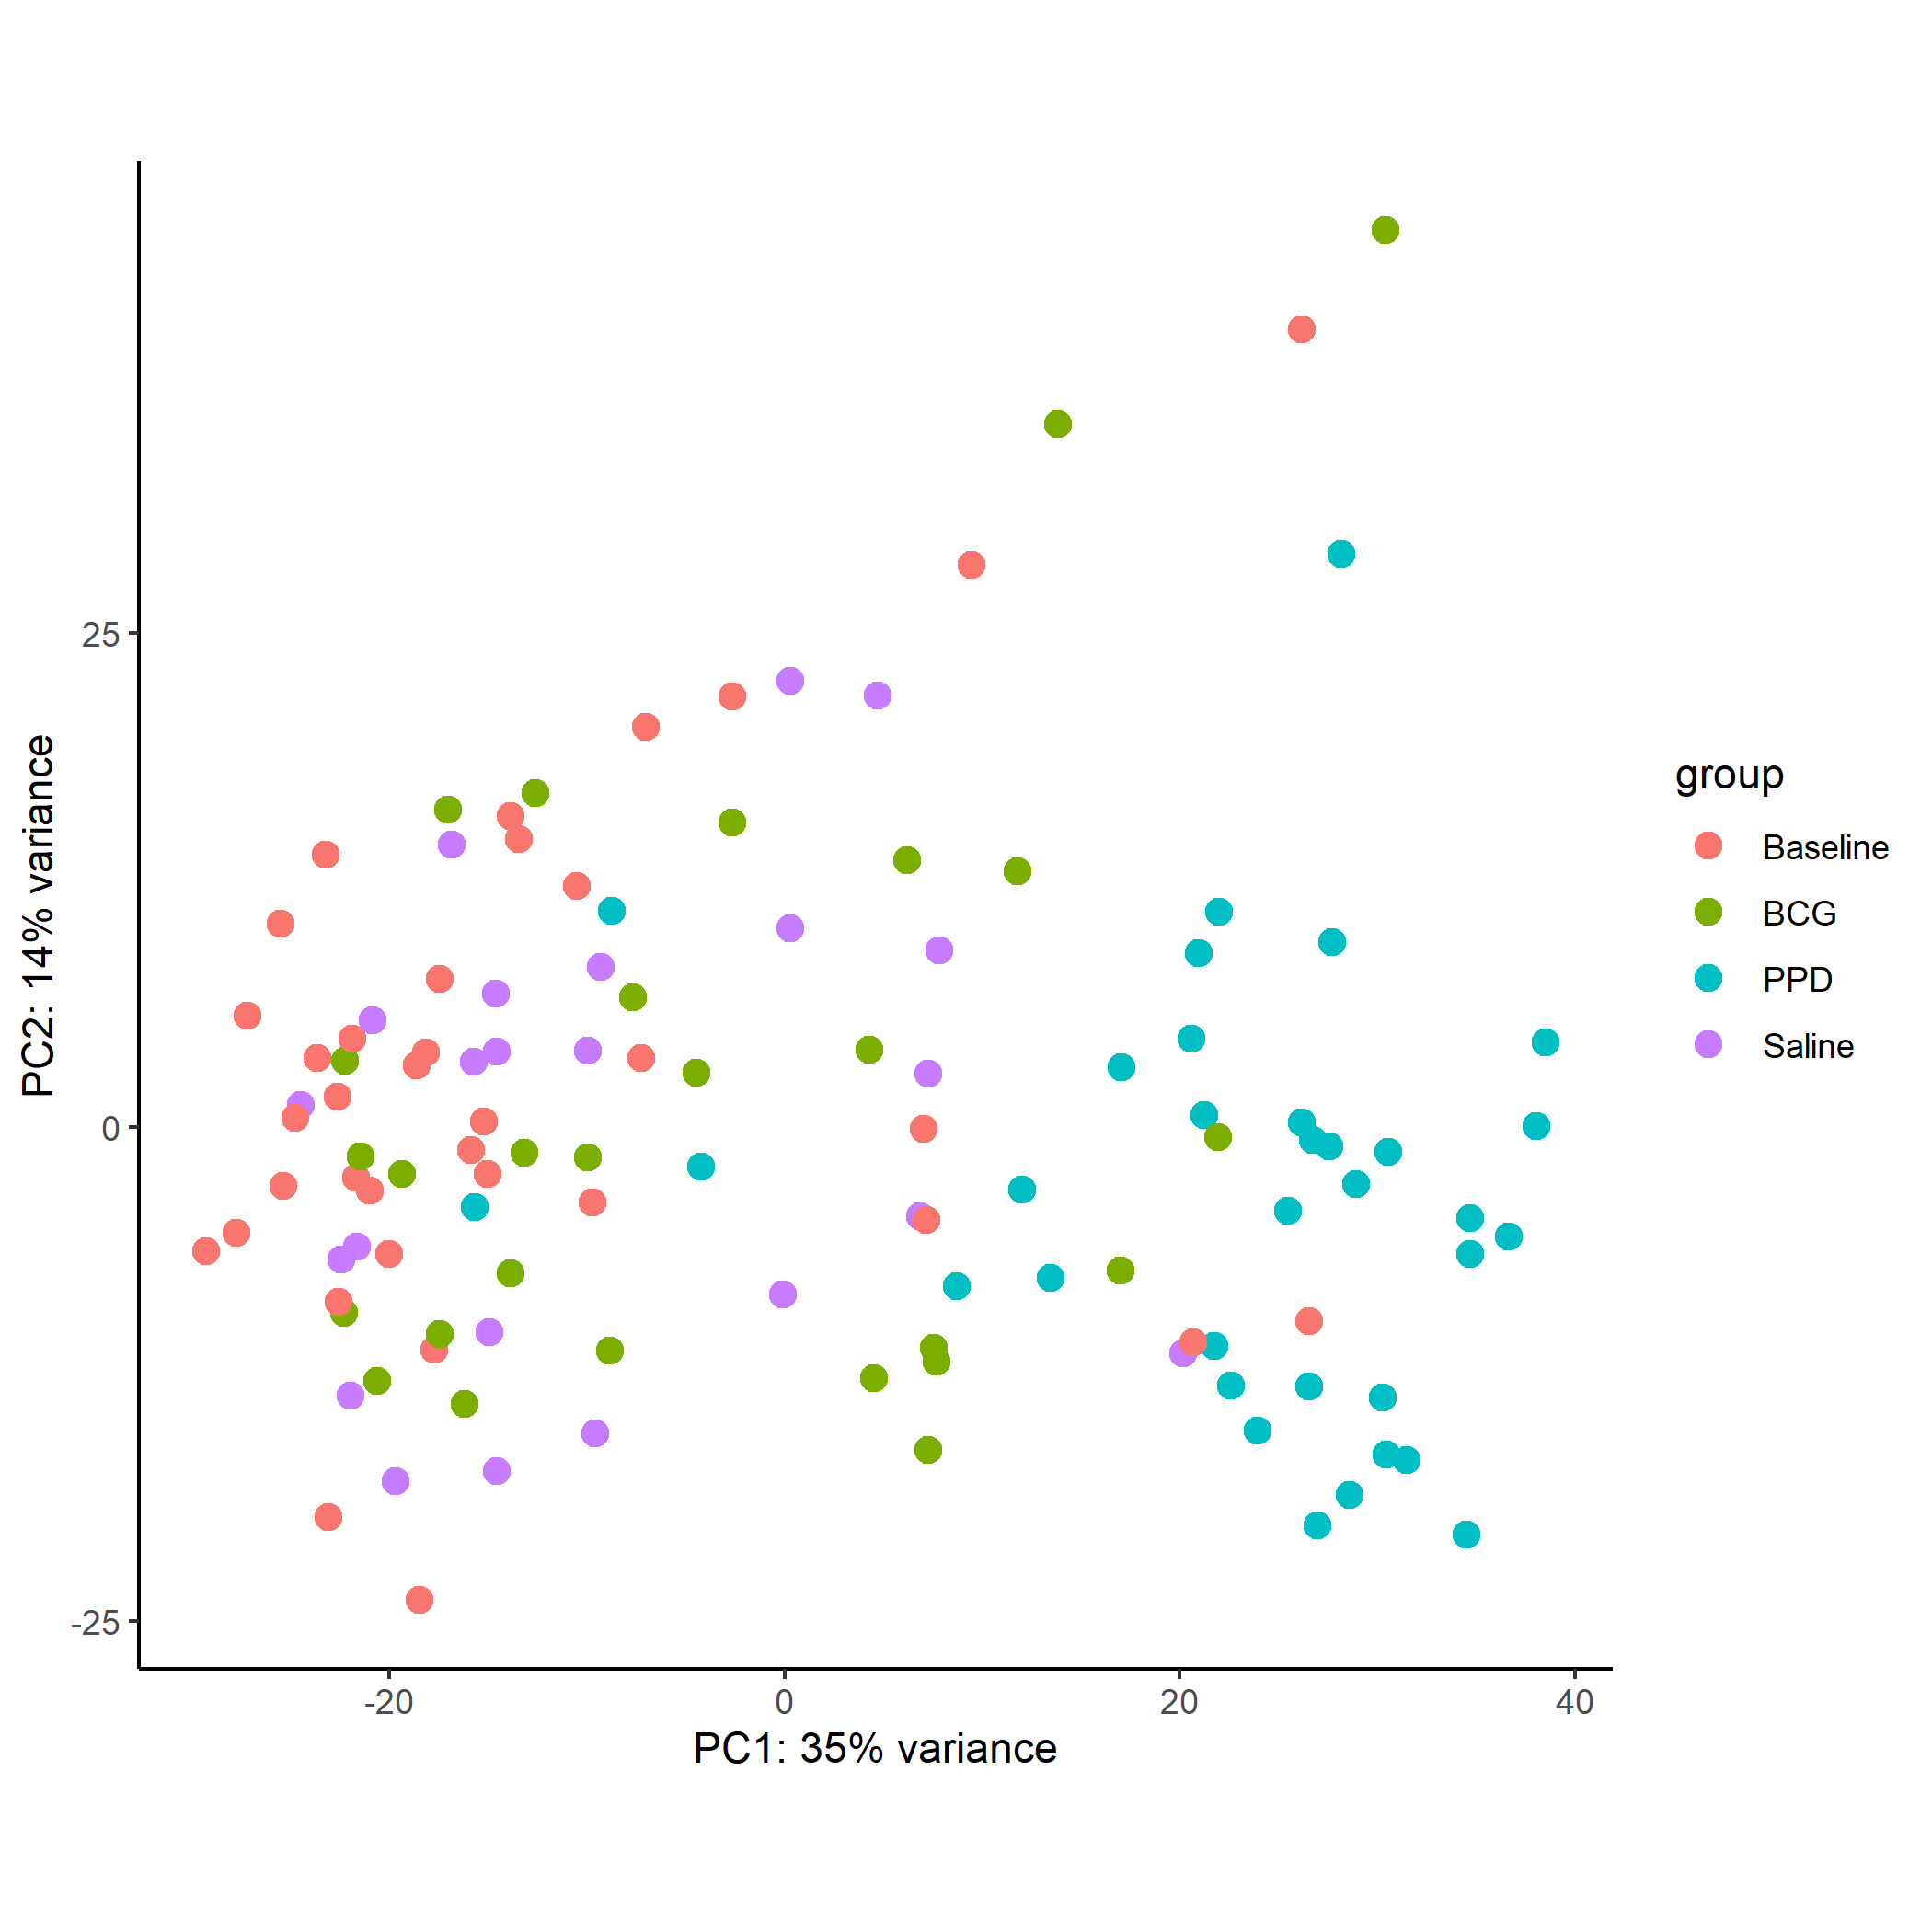 25
0
-25
-20
0
20
40
PC1: 35% variance
PC2: 14% variance
group
Baseline
BCG
PPD
Saline